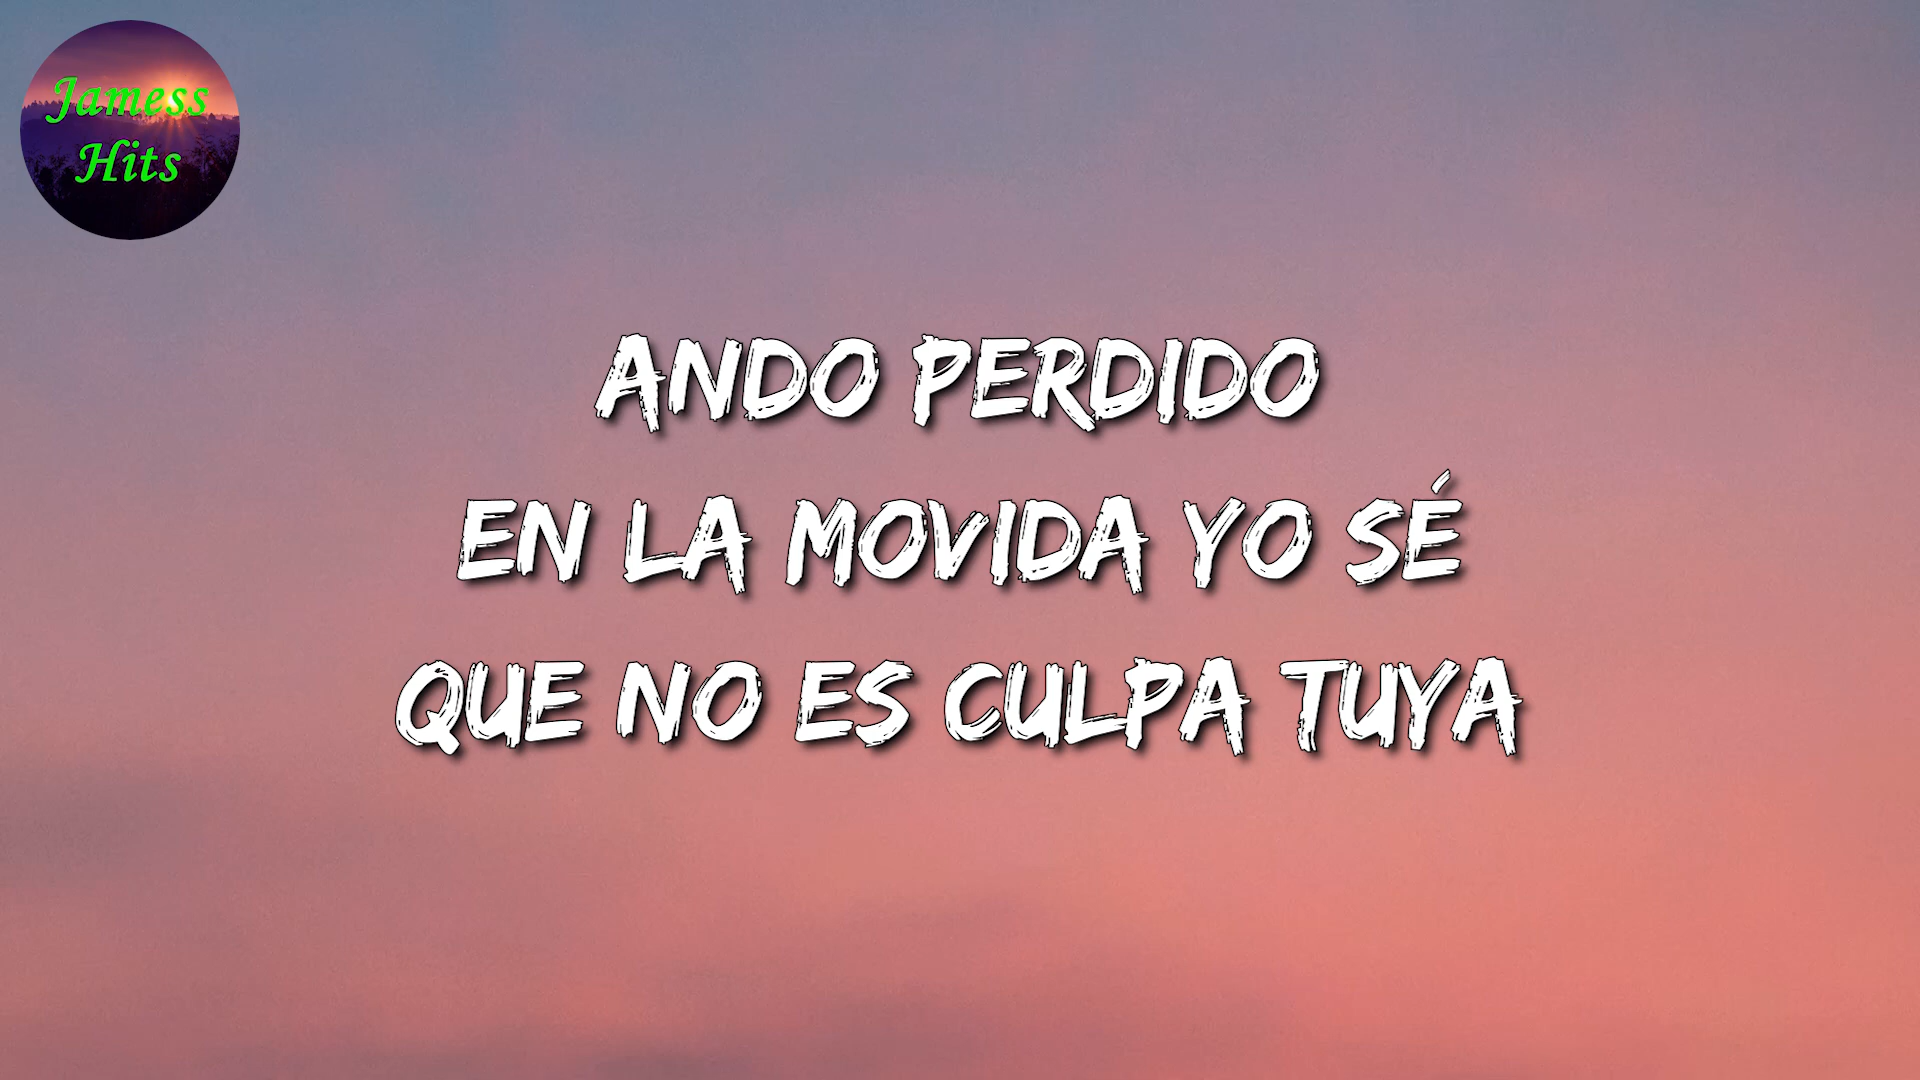 Jamess
Hits
ANDO PERDIDO
EN LA MOVIDA YO SÉ
QUE NO ES CULPA TUYA